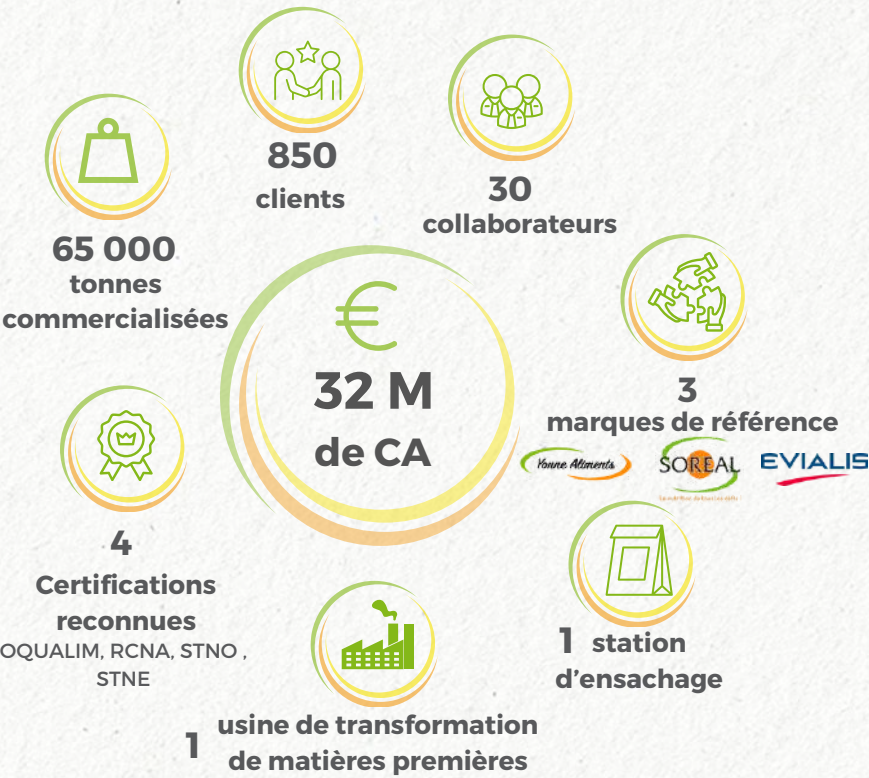 850
clients
30
collaborateurs
65 000
tonnes
commercialisées
€
32 M
de CA
3
marques de référence
Yonne Aliments
SOREAL
EVIALIS
4
Certifications
reconnues
OQUALIM, RCNA, STNO ,
STNE
1 station
d'ensachage
1
usine de transformation
de matières premières